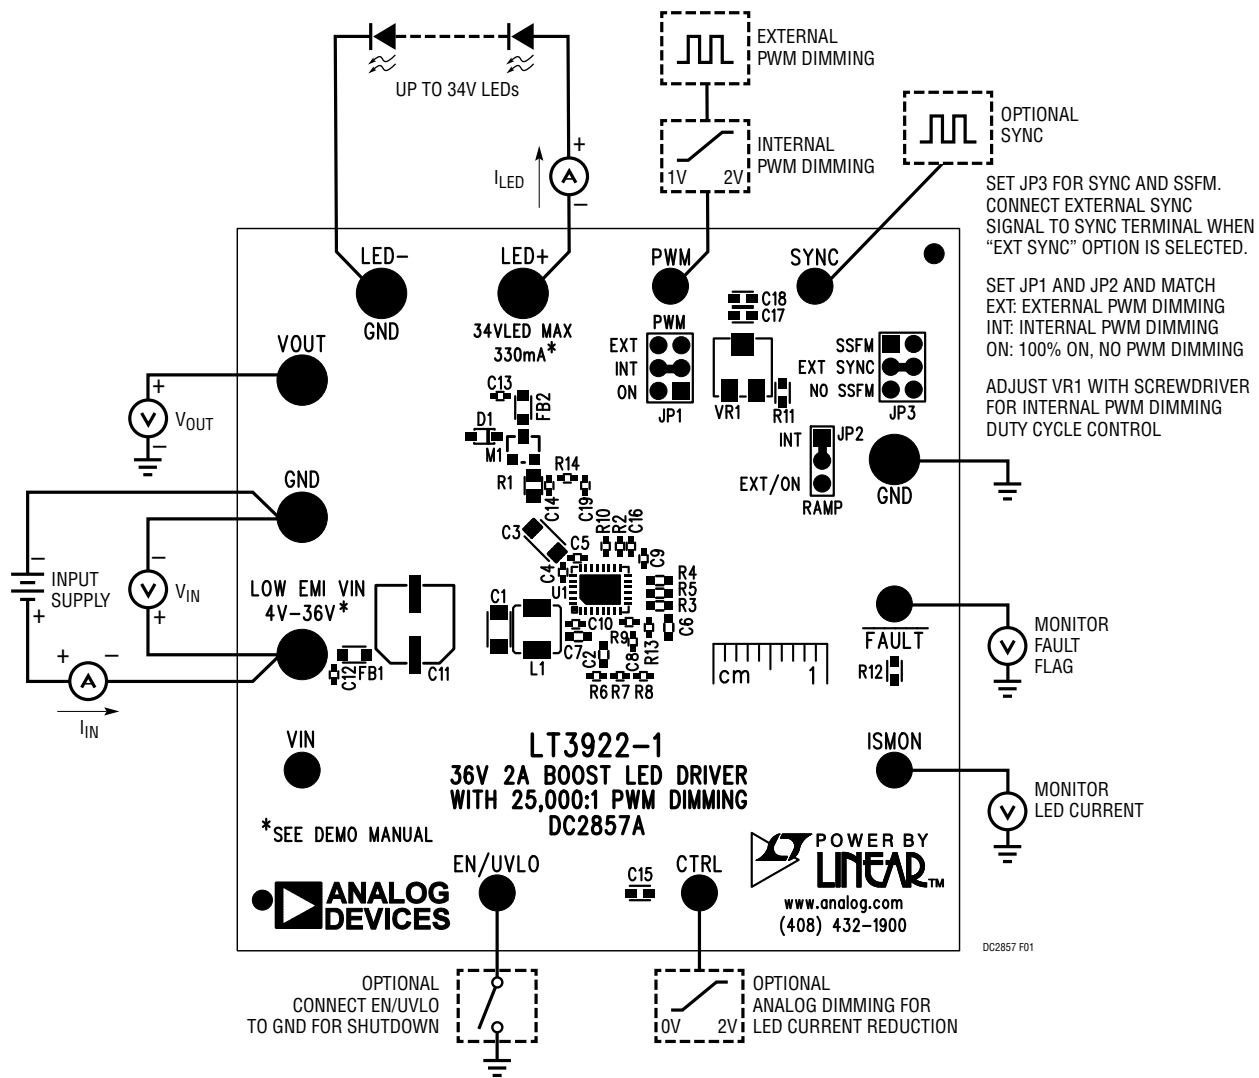 EXTERNAL
PWM DIMMING
UP TO 34V LEDs
INTERNAL
PWM DIMMING
1V 2V
OPTIONAL
SYNC
+
ILED
A
–
SET JP3 FOR SYNC AND SSFM.
CONNECT EXTERNAL SYNC
SIGNAL TO SYNC TERMINAL WHEN
“EXT SYNC” OPTION IS SELECTED.
SET JP1 AND JP2 AND MATCH
EXT: EXTERNAL PWM DIMMING
INT: INTERNAL PWM DIMMING
ON: 100% ON, NO PWM DIMMING
ADJUST VR1 WITH SCREWDRIVER
FOR INTERNAL PWM DIMMING
DUTY CYCLE CONTROL
LED-
GND
LED+
34VLED MAX
330mA*
PWM
SYNC
C18
C17
PWM
EXT
INT
ON
JP1
VR1
R11
SSFM
EXT SYNC
NO SSFM
JP3
VOUT
+
V
VOUT
–
C13
FB2
D1
M1
R1
R14
C14
C19
INT
JP2
EXT/ON
RAMP
GND
GND
C3
C5
C4
U1
R10
R2
C16
C9
R4
R5
R3
C6
–
INPUT
SUPPLY
+
–
V
VIN
+
LOW EMI VIN
4V-36V*
C1
L1
C10
C7
C2
R9
C8
R13
R6 R7 R8
FB1
C12
C11
cm 1
FAULT
R12
V
MONITOR
FAULT
FLAG
+ –
A
IIN
VIN
LT3922-1
36V 2A BOOST LED DRIVER
WITH 25,000:1 PWM DIMMING
DC2857A
*SEE DEMO MANUAL
ISMON
V
MONITOR
LED CURRENT
EN/UVLO
C15
CTRL
ANALOG
DEVICES
POWER BY
LINEAR™
www.analog.com
(408) 432-1900
DC2857 F01
OPTIONAL
CONNECT EN/UVLO
TO GND FOR SHUTDOWN
0V 2V
OPTIONAL
ANALOG DIMMING FOR
LED CURRENT REDUCTION